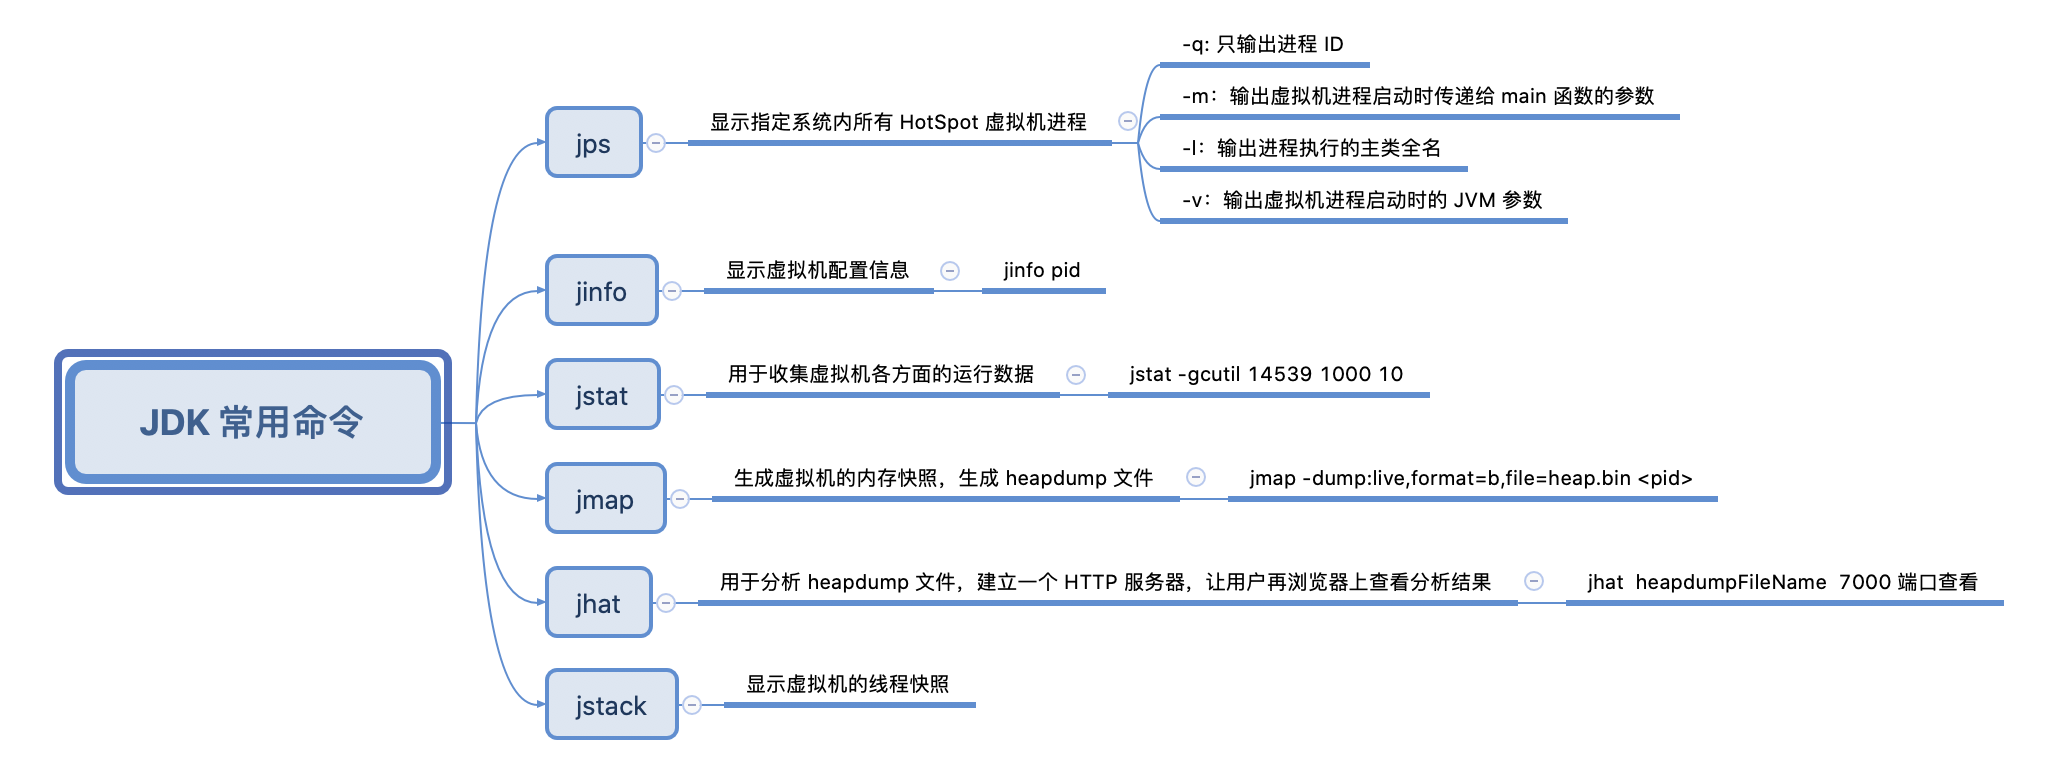 JDK 常用命令
jps
显示指定系统内所有 HotSpot 虚拟机进程
-q: 只输出进程 ID
-m：输出虚拟机进程启动时传递给 main 函数的参数
-l：输出进程执行的主类全名
-v：输出虚拟机进程启动时的 JVM 参数
jinfo
显示虚拟机配置信息
jinfo pid
jstat
用于收集虚拟机各方面的运行数据
jstat -gcutil 14539 1000 10
jmap
生成虚拟机的内存快照，生成 heapdump 文件
jmap -dump:live,format=b,file=heap.bin <pid>
jhat
用于分析 heapdump 文件，建立一个 HTTP 服务器，让用户再浏览器上查看分析结果
jhat  heapdumpFileName  7000 端口查看
jstack
显示虚拟机的线程快照